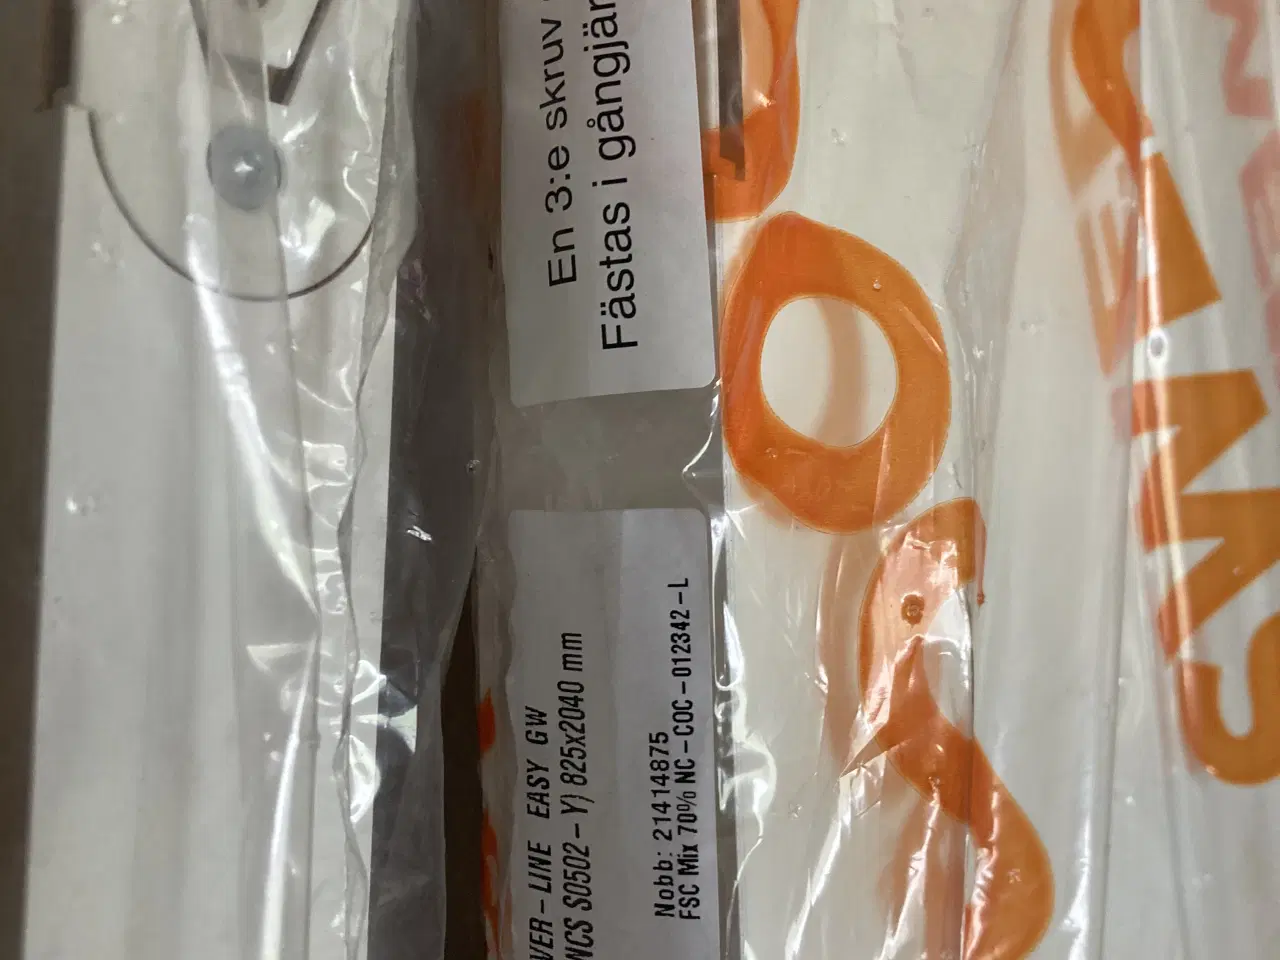 En 3:e skruv
Fästas i gångjär
VER-LINE EASY GW
NCS S0502-Y) 825x2040 mm
Nobb: 21414875
FSC Mix 70% NC-COC-012342-L